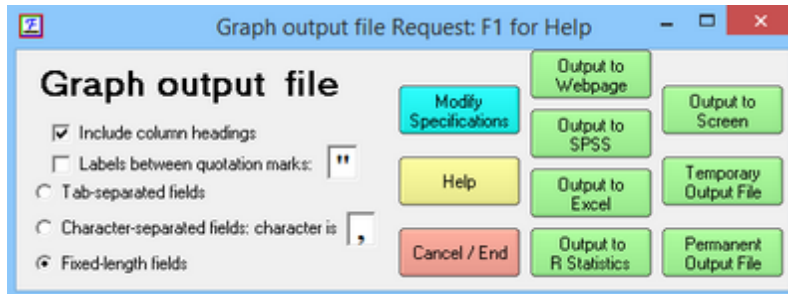 Graph output file Request: F1 for Help
Graph output file
Include column headings
Labels between quotation marks: "
Tab-separated fields
Character-separated fields: character is ,
Fixed-length fields
Modify
Specifications
Help
Cancel / End
Output to
Webpage
Output to
SPSS
Output to
Excel
Output to
R Statistics
Output to
Screen
Temporary
Output File
Permanent
Output File